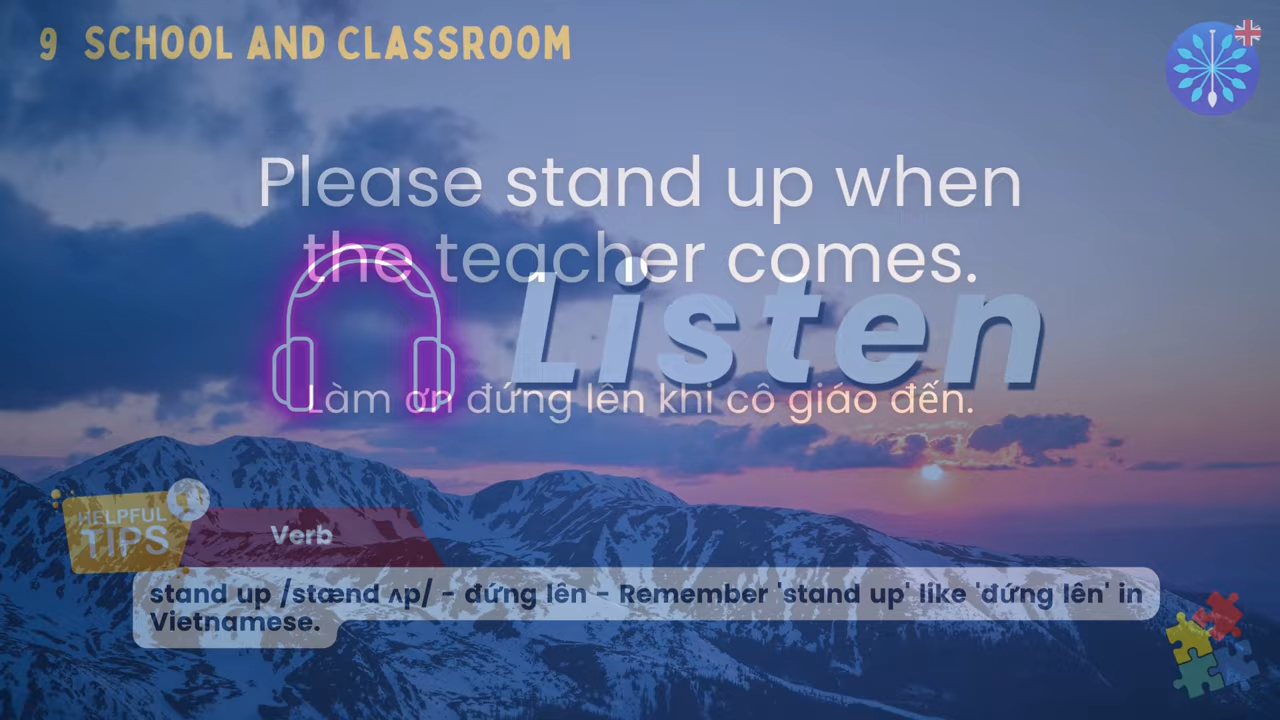 9 SCHOOL AND CLASSROOM
Please stand up when
the teacher comes.
Listen
Làm ơn đứng lên khi cô giáo đến.
HELPFUL
TIPS
Verb
stand up /stænd ʌp/ - đứng lên - Remember 'stand up' like 'đứng lên' in
Vietnamese.